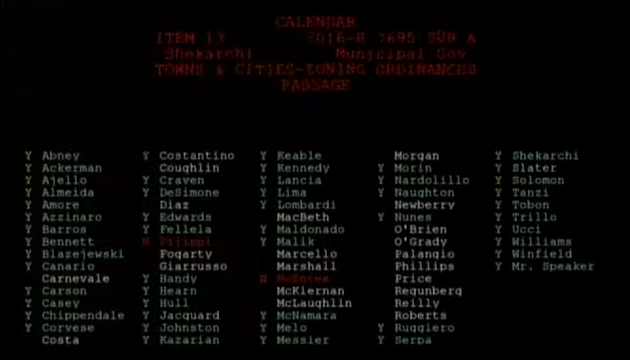 CALENDAR
ITEM 13 2016-H 7695 SUB A
Shekarchi Municipal Gov
TOWNS & CITIES-ZONING ORDINANCES
PASSAGE
Y Abney Y Costantino Y Keable Morgan Y Shekarchi
Y Ackerman Coughlin Y Kennedy Y Morin Y Slater
Y Ajello Y Craven Y Lancia Y Nardolillo Y Solomon
Y Almeida Y DeSimone Y Lima Y Naughton Y Tanzi
Y Amore Diaz Y Lombardi Newberry Y Tobon
Y Azzinaro Y Edwards MacBeth Y Nunes Y Trillo
Y Barros Y Fellela Y Maldonado O'Brien Y Ucci
Y Bennett N Filippi Y Malik O'Grady Y Williams
Y Blazejewski Fogarty Marcello Palangio Y Winfield
Y Canario Giarrusso Marshall Phillips Y Mr. Speaker
Carnevale Y Handy N McEntee Price
Y Carson Y Hearn McKiernan Regunberg
Y Casey Y Hull McLaughlin Reilly
Y Chippendale Y Jacquard Y McNamara Roberts
Y Corvese Y Johnston Y Melo Y Ruggiero
Costa Y Kazarian Y Messier Y Serpa